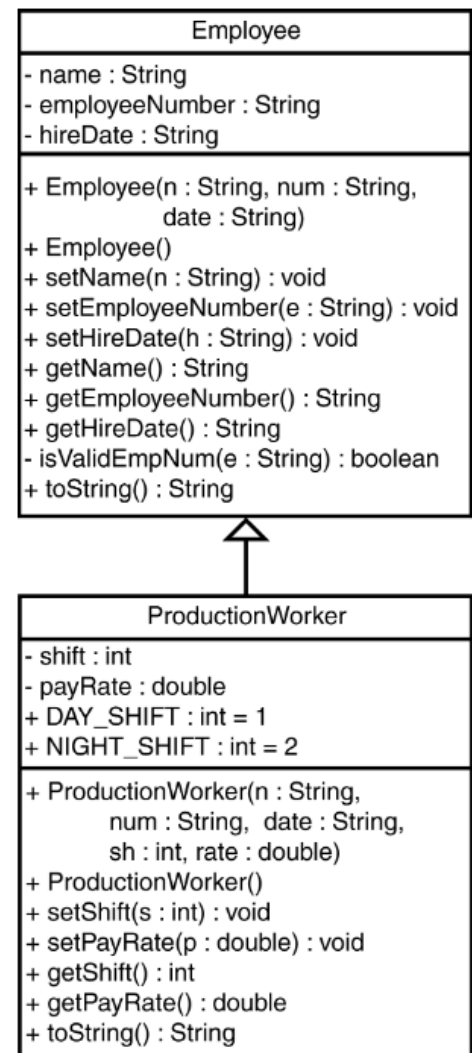 Employee
- name : String
- employeeNumber : String
- hireDate : String
+ Employee(n : String, num : String,
date : String)
+ Employee()
+ setName(n : String) : void
+ setEmployeeNumber(e : String) : void
+ setHireDate(h : String) : void
+ getName() : String
+ getEmployeeNumber() : String
+ getHireDate() : String
- isValidEmpNum(e : String) : boolean
+ toString() : String
ProductionWorker
- shift : int
- payRate : double
+ DAY_SHIFT : int = 1
+ NIGHT_SHIFT : int = 2
+ ProductionWorker(n : String,
num : String, date : String,
sh : int, rate : double)
+ ProductionWorker()
+ setShift(s : int) : void
+ setPayRate(p : double) : void
+ getShift() : int
+ getPayRate() : double
+ toString() : String